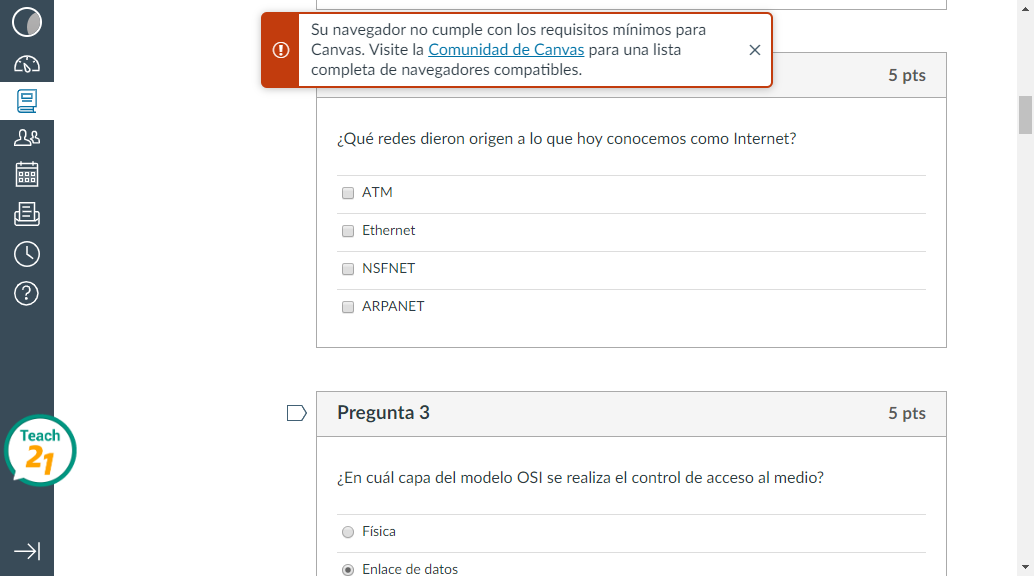 Su navegador no cumple con los requisitos mínimos para
Canvas. Visite la Comunidad de Canvas para una lista
completa de navegadores compatibles.
5 pts
¿Qué redes dieron origen a lo que hoy conocemos como Internet?
ATM
Ethernet
NSFNET
ARPANET
Pregunta 3
5 pts
¿En cuál capa del modelo OSI se realiza el control de acceso al medio?
Física
Enlace de datos
Teach
21